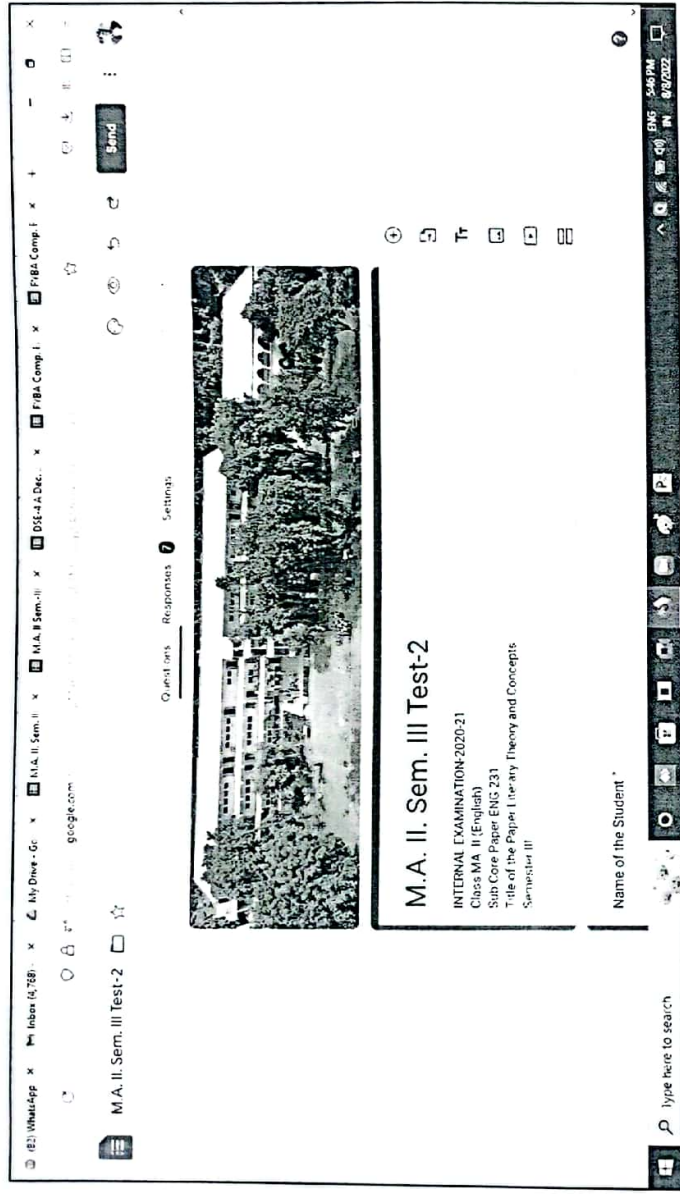 (82) WhatsApp
Inbox (4,768)
My Drive - Go
M.A. II. Sem. II
M.A. II Sem.-II
DSE-4 A Dec.
FYBA Comp. I
FYBA Comp. I
google.com
M.A. II. Sem. III Test-2
Send
Questions Responses 7 Settings
M.A. II. Sem. III Test-2
INTERNAL EXAMINATION-2020-21
Class MA. II (English)
Sub Core Paper ENG 231
Title of the Paper Literary Theory and Concepts
Semester III
Name of the Student *
Type here to search
ENG
IN
5:46 PM
8/8/2022